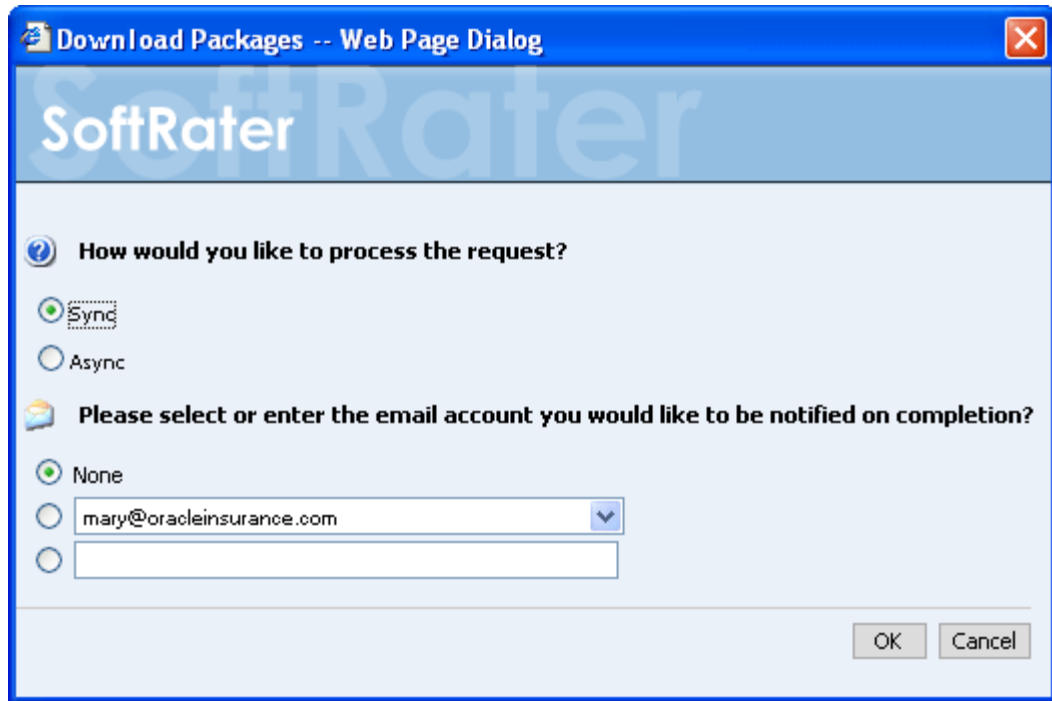 Download Packages -- Web Page Dialog
SoftRater
SoftRater
How would you like to process the request?
Sync
Async
Please select or enter the email account you would like to be notified on completion?
None
mary@oracleinsurance.com
OK Cancel